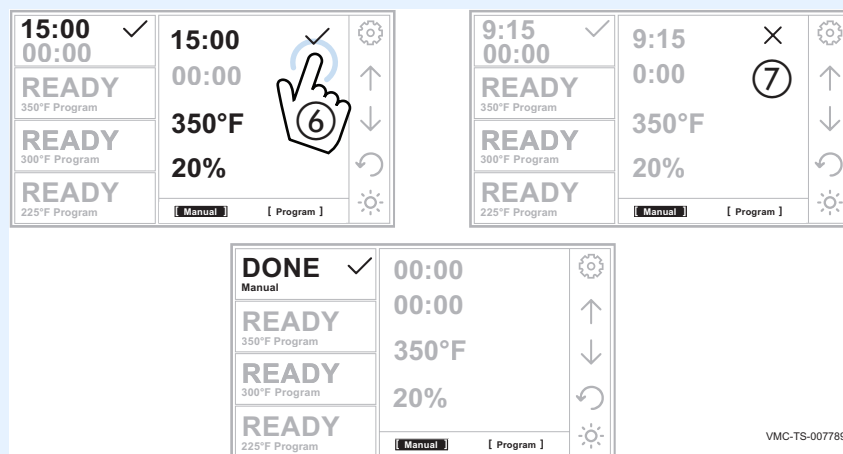 15:00
00:00
READY
350°F Program
READY
300°F Program
READY
225°F Program
15:00
00:00
350°F
20%
[ Manual ]
[ Program ]
6
9:15
00:00
READY
350°F Program
READY
300°F Program
READY
225°F Program
9:15
0:00
350°F
20%
[ Manual ]
[ Program ]
7
DONE
Manual
READY
350°F Program
READY
300°F Program
READY
225°F Program
00:00
00:00
350°F
20%
[ Manual ]
[ Program ]
VMC-TS-007789